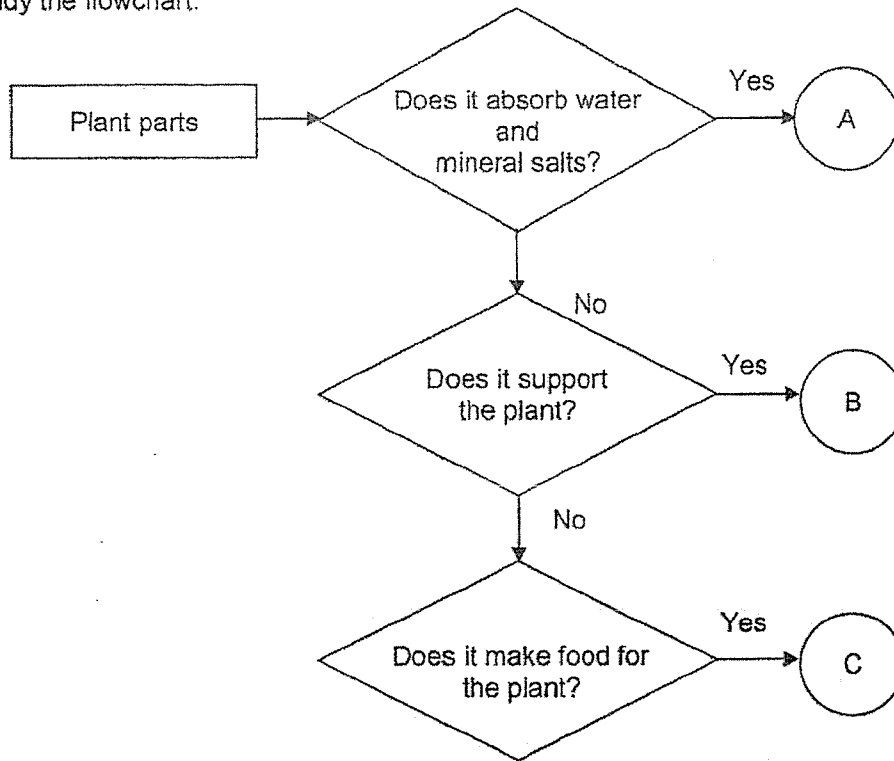 the flowchart.
Plant parts
Does it absorb water
and
mineral salts?
Yes
A
No
Does it support
the plant?
Yes
B
No
Does it make food for
the plant?
Yes
C